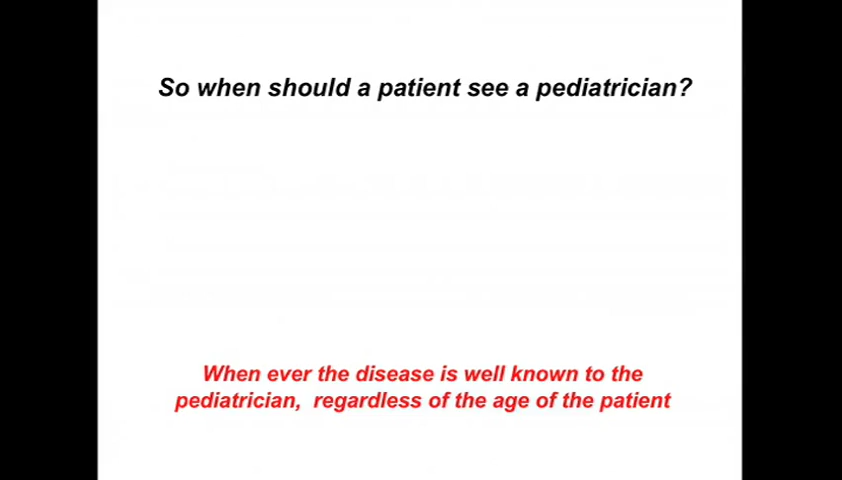 So when should a patient see a pediatrician?
When ever the disease is well known to the
pediatrician, regardless of the age of the patient